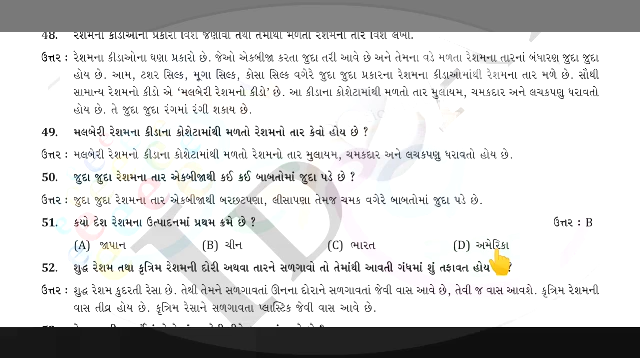 48. રેશમના કીડાઓના પ્રકારો વિશે જણાવો તથા તેમાંથી મળતા રેશમના તાર વિશે લખો.
ઉત્તર : રેશમના કીડાઓના ઘણા પ્રકારો છે. જેઓ એકબીજા કરતા જુદા તરી આવે છે અને તેમના વડે મળતા રેશમના તારનાં બંધારણ જુદા જુદા
હોય છે. આમ, ટશર સિલ્ક, મૂગા સિલ્ક, કોસા સિલ્ક વગેરે જુદા જુદા પ્રકારના રેશમના કીડાઓમાંથી રેશમના તાર મળે છે. સૌથી
સામાન્ય રેશમનો કીડો એ ‘મલબેરી રેશમનો કીડો’ છે. આ કીડાના કોશેટામાંથી મળતો તાર મુલાયમ, ચમકદાર અને લચકપણુ ધરાવતો
હોય છે. તે જુદા જુદા રંગમાં રંગી શકાય છે.
49. મલબેરી રેશમના કીડાના કોશેટામાંથી મળતો રેશમનો તાર કેવો હોય છે ?
ઉત્તર : મલબેરી રેશમનો કીડાના કોશેટામાંથી મળતો રેશમનો તાર મુલાયમ, ચમકદાર અને લચકપણુ ધરાવતો હોય છે.
50. જુદા જુદા રેશમના તાર એકબીજાથી કઈ કઈ બાબતોમાં જુદા પડે છે ?
ઉત્તર : જુદા જુદા રેશમના તાર એકબીજાથી બરછટપણા, લીસાપણા તેમજ ચમક વગેરે બાબતોમાં જુદા પડે છે.
51. કયો દેશ રેશમના ઉત્પાદનમાં પ્રથમ ક્રમે છે ? ઉત્તર : B
(A) જાપાન (B) ચીન (C) ભારત (D) અમેરિકા
52. શુદ્ધ રેશમ તથા કૃત્રિમ રેશમની દોરી અથવા તારને સળગાવો તો તેમાંથી આવતી ગંધમાં શું તફાવત હોય ?
ઉત્તર : શુદ્ધ રેશમ કુદરતી રેસા છે. તેથી તેમને સળગાવતાં ઊનના દોરાને સળગાવતાં જેવી વાસ આવે છે, તેવી જ વાસ આવશે. કૃત્રિમ રેશમની
વાસ તીવ્ર હોય છે. કૃત્રિમ રેસાને સળગાવતા પ્લાસ્ટિક જેવી વાસ આવે છે.